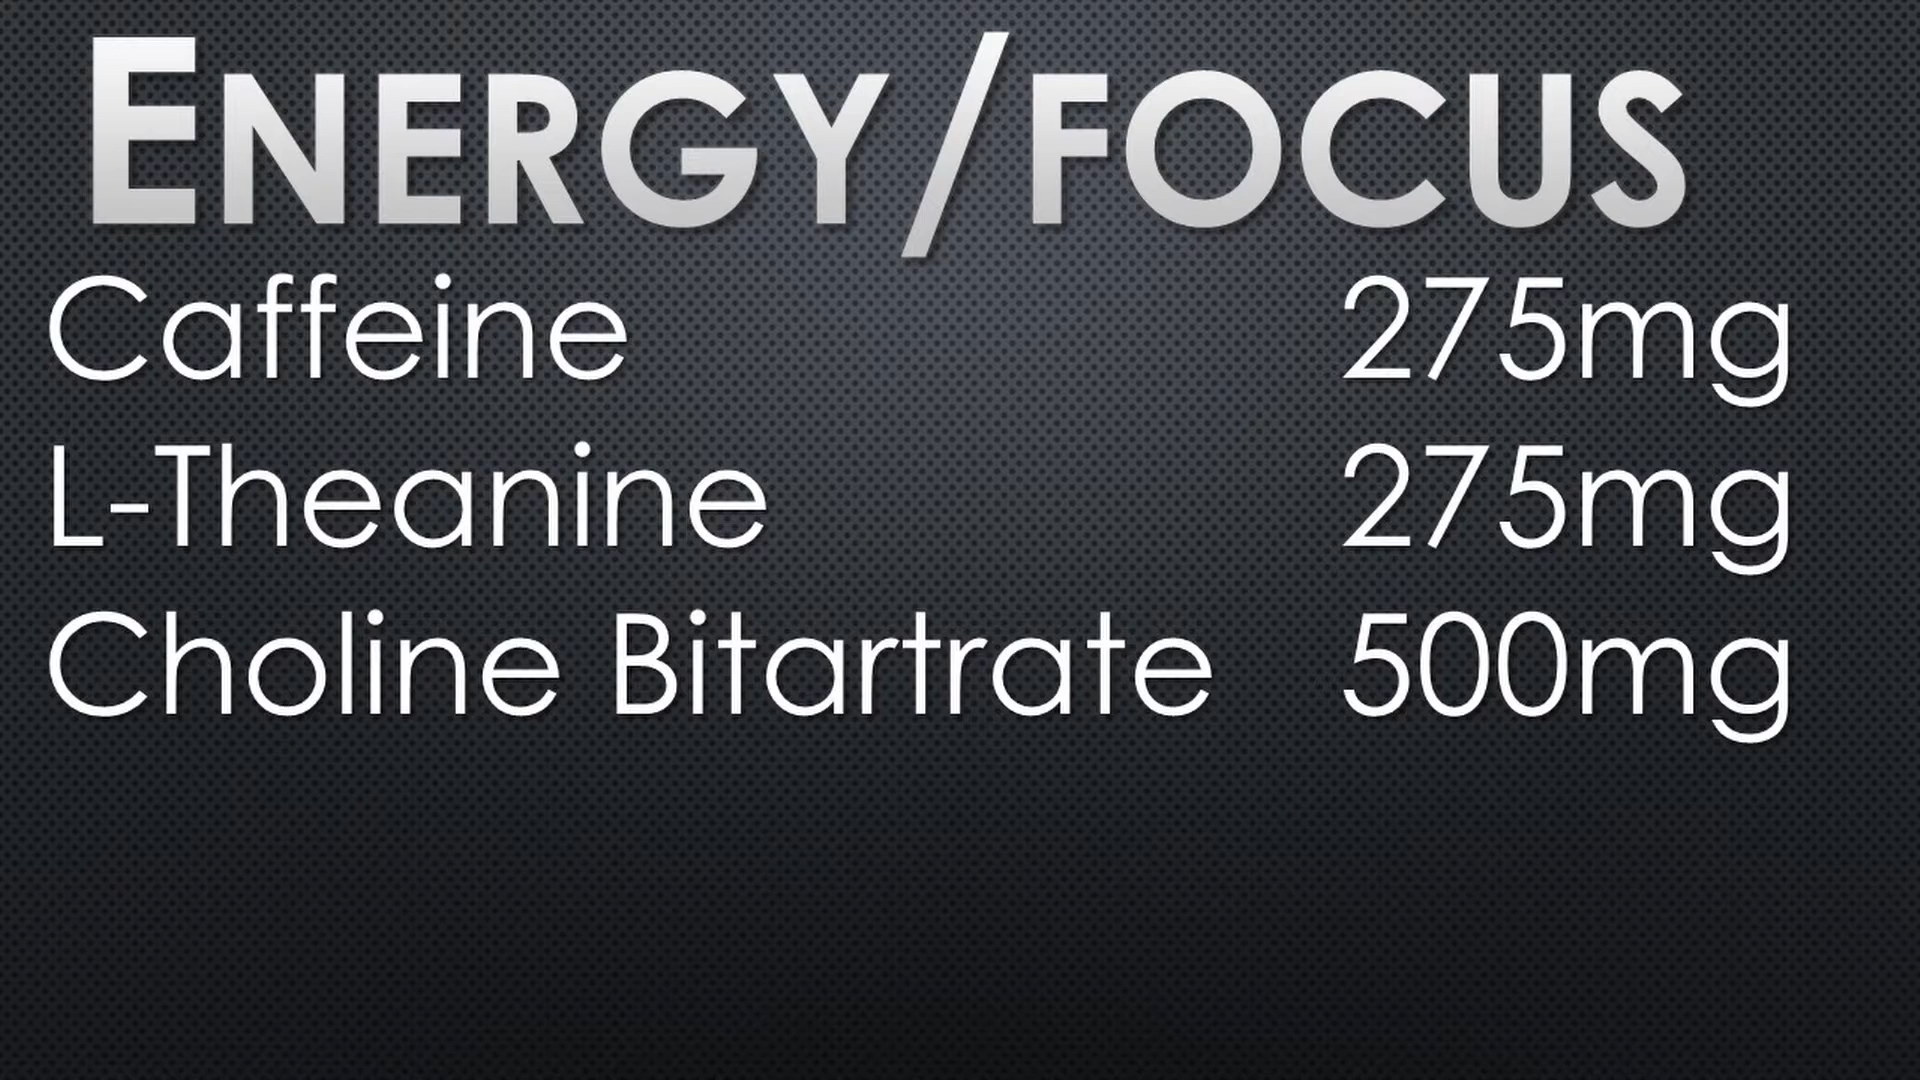 ENERGY/FOCUS
Caffeine 275mg
L-Theanine 275mg
Choline Bitartrate 500mg